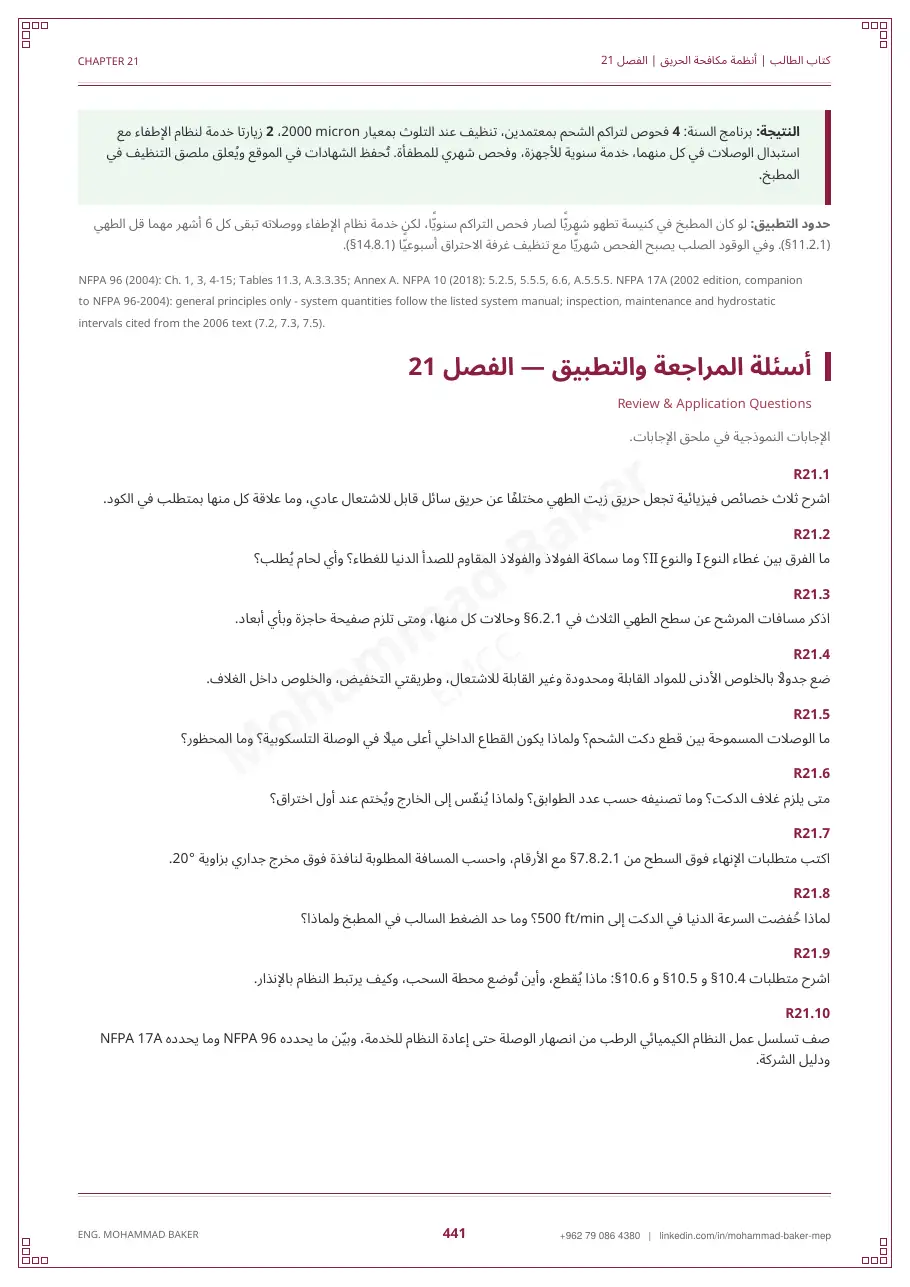 كتاب الطالب | أنظمة مكافحة الحريق | الفصل 21
CHAPTER 21
النتيجة: برنامج السنة: 4 فحوص لتراكم الشحم بمعتمدين، تنظيف عند التلوث بمعيار 2000 micron، 2 زيارتا خدمة لنظام الإطفاء مع
استبدال الوصلات في كل منهما، خدمة سنوية للأجهزة، وفحص شهري للمطفأة. تُحفظ الشهادات في الموقع ويُعلق ملصق التنظيف في
المطبخ.
حدود التطبيق: لو كان المطبخ في كنيسة تطهو شهريًّا لصار فحص التراكم سنويًّا، لكن خدمة نظام الإطفاء ووصلاته تبقى كل 6 أشهر مهما قل الطهي
(§11.2.1). وفي الوقود الصلب يصبح الفحص شهريًّا مع تنظيف غرفة الاحتراق أسبوعيًّا (§14.8.1).
NFPA 96 (2004): Ch. 1, 3, 4-15; Tables 11.3, A.3.3.35; Annex A. NFPA 10 (2018): 5.2.5, 5.5.5, 6.6, A.5.5.5. NFPA 17A (2002 edition, companion
to NFPA 96-2004): general principles only - system quantities follow the listed system manual; inspection, maintenance and hydrostatic
intervals cited from the 2006 text (7.2, 7.3, 7.5).
أسئلة المراجعة والتطبيق — الفصل 21
Review & Application Questions
الإجابات النموذجية في ملحق الإجابات.
R21.1
اشرح ثلاث خصائص فيزيائية تجعل حريق زيت الطهي مختلفًا عن حريق سائل قابل للاشتعال عادي، وما علاقة كل منها بمتطلب في الكود.
R21.2
ما الفرق بين غطاء النوع I والنوع II؟ وما سماكة الفولاذ والفولاذ المقاوم للصدأ الدنيا للغطاء؟ وأي لحام يُطلب؟
R21.3
اذكر مسافات المرشح عن سطح الطهي الثلاث في §6.2.1 وحالات كل منها، ومتى تلزم صفيحة حاجزة وبأي أبعاد.
R21.4
ضع جدولًا بالخلوص الأدنى للمواد القابلة ومحدودة وغير القابلة للاشتعال، وطريقتي التخفيض، والخلوص داخل الغلاف.
R21.5
ما الوصلات المسموحة بين قطع دكت الشحم؟ ولماذا يكون القطاع الداخلي أعلى ميلًا في الوصلة التلسكوبية؟ وما المحظور؟
R21.6
متى يلزم غلاف الدكت؟ وما تصنيفه حسب عدد الطوابق؟ ولماذا يُنفّس إلى الخارج ويُختم عند أول اختراق؟
R21.7
اكتب متطلبات الإنهاء فوق السطح من §7.8.2.1 مع الأرقام، واحسب المسافة المطلوبة لنافذة فوق مخرج جداري بزاوية 20°.
R21.8
لماذا خُفضت السرعة الدنيا في الدكت إلى 500 ft/min؟ وما حد الضغط السالب في المطبخ ولماذا؟
R21.9
اشرح متطلبات §10.4 و §10.5 و §10.6: ماذا يُقطع، وأين تُوضع محطة السحب، وكيف يرتبط النظام بالإنذار.
R21.10
صف تسلسل عمل النظام الكيميائي الرطب من انصهار الوصلة حتى إعادة النظام للخدمة، وبيّن ما يحدده NFPA 96 وما يحدده NFPA 17A
ودليل الشركة.
Mohammad Baker
EMCC
ENG. MOHAMMAD BAKER
441
+962 79 086 4380 | linkedin.com/in/mohammad-baker-mep